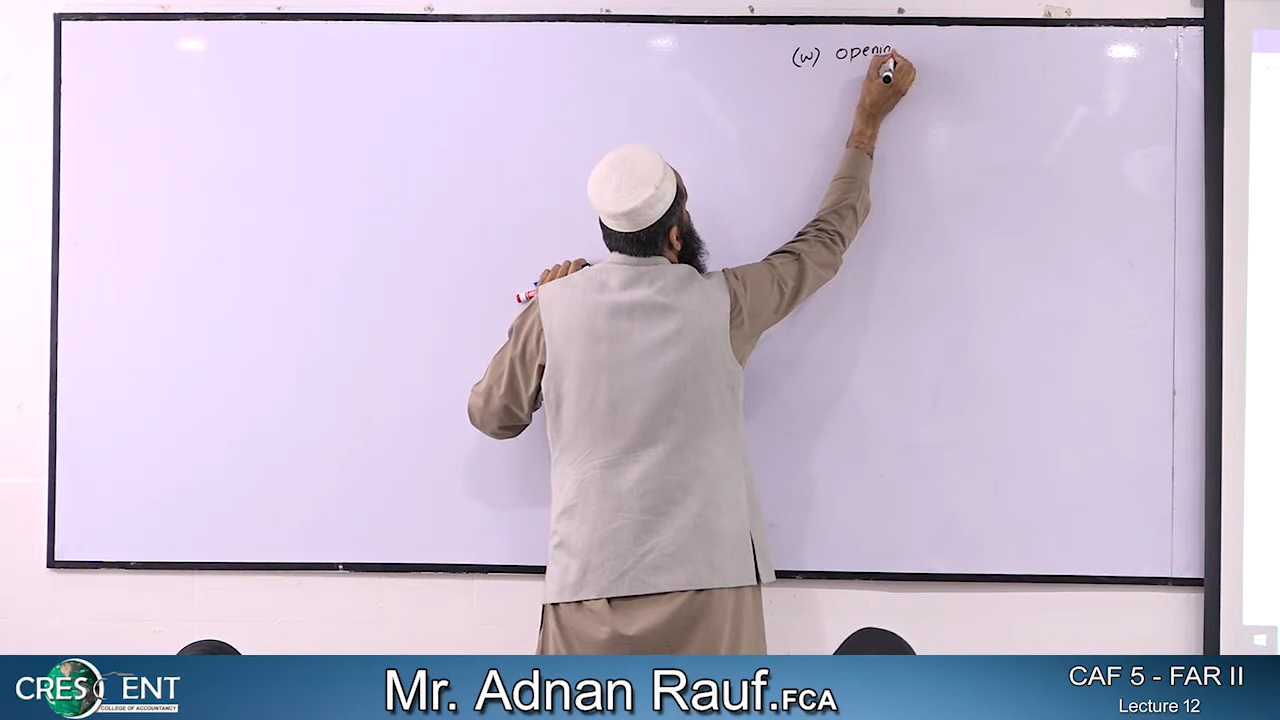 (W) openin
CRESCENT
COLLEGE OF ACCOUNTANCY
Mr. Adnan Rauf.FCA
CAF 5 - FAR II
Lecture 12